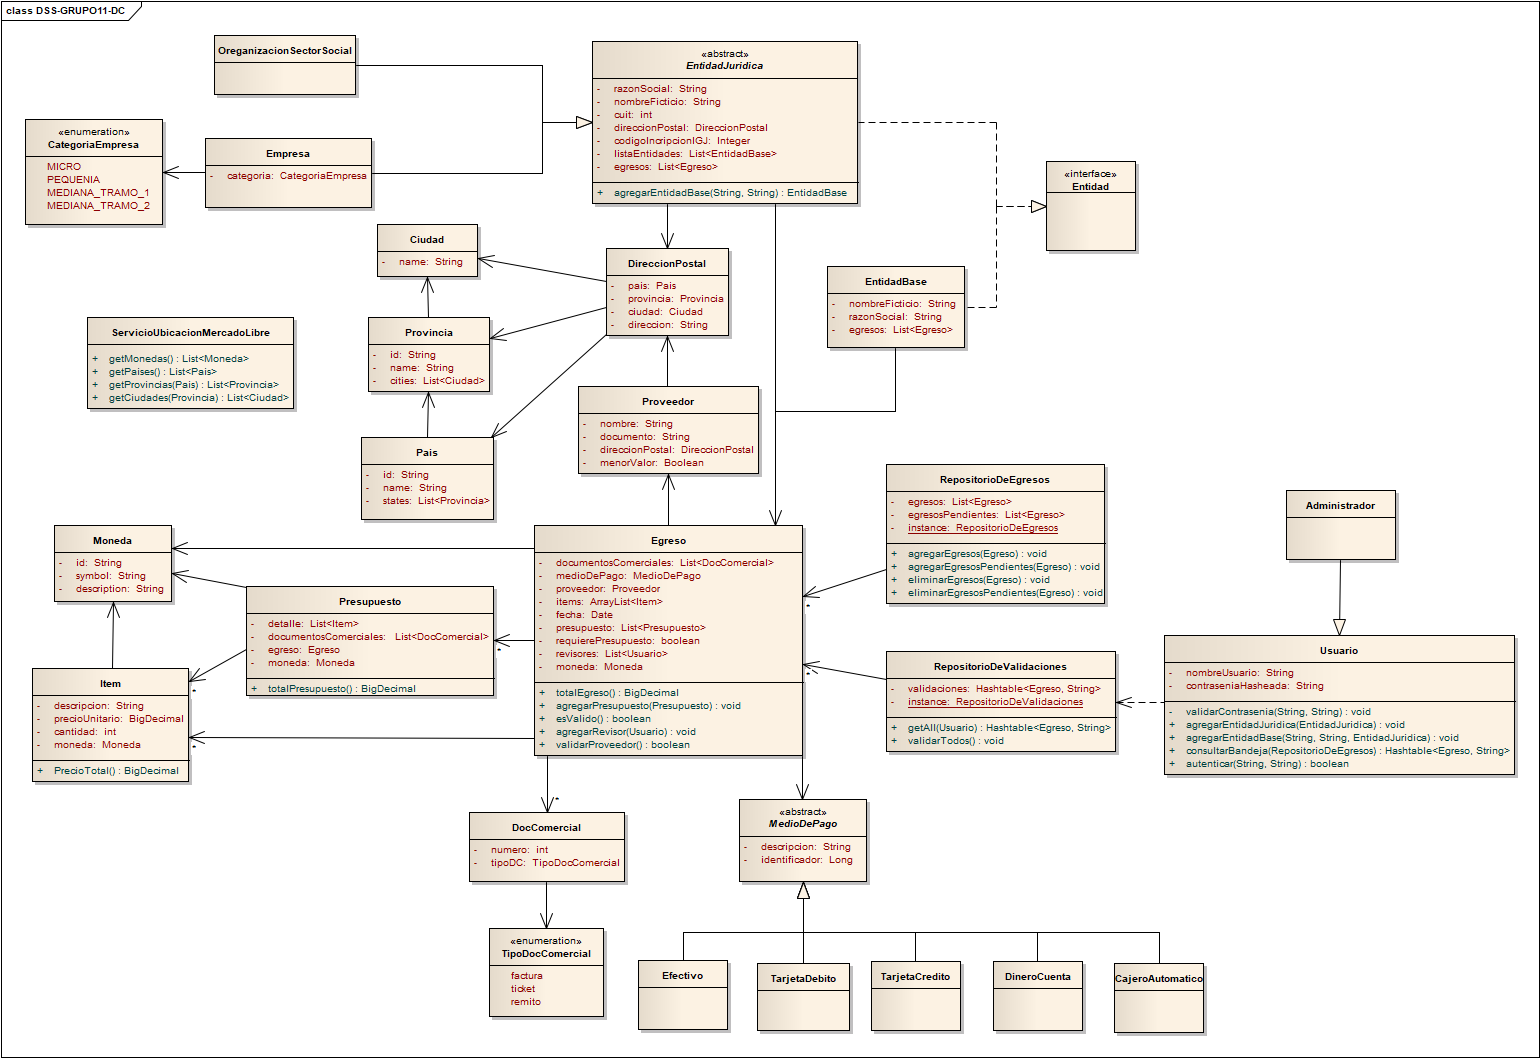 class DSS-GRUPO11-DC
OreganizacionSectorSocial
«abstract»
EntidadJuridica
- razonSocial: String
- nombreFicticio: String
- cuit: int
- direccionPostal: DireccionPostal
- codigoIncripcionIGJ: Integer
- listaEntidades: List<EntidadBase>
- egresos: List<Egreso>
+ agregarEntidadBase(String, String) : EntidadBase
«enumeration»
CategoriaEmpresa
MICRO
PEQUENIA
MEDIANA_TRAMO_1
MEDIANA_TRAMO_2
Empresa
- categoria: CategoriaEmpresa
«interface»
Entidad
Ciudad
- name: String
DireccionPostal
- pais: Pais
- provincia: Provincia
- ciudad: Ciudad
- direccion: String
EntidadBase
- nombreFicticio: String
- razonSocial: String
- egresos: List<Egreso>
ServicioUbicacionMercadoLibre
+ getMonedas() : List<Moneda>
+ getPaises() : List<Pais>
+ getProvincias(Pais) : List<Provincia>
+ getCiudades(Provincia) : List<Ciudad>
Provincia
- id: String
- name: String
- cities: List<Ciudad>
Proveedor
- nombre: String
- documento: String
- direccionPostal: DireccionPostal
- menorValor: Boolean
Pais
- id: String
- name: String
- states: List<Provincia>
RepositorioDeEgresos
- egresos: List<Egreso>
- egresosPendientes: List<Egreso>
- instance: RepositorioDeEgresos
+ agregarEgresos(Egreso) : void
+ agregarEgresosPendientes(Egreso) : void
+ eliminarEgresos(Egreso) : void
+ eliminarEgresosPendientes(Egreso) : void
Administrador
Moneda
- id: String
- symbol: String
- description: String
Egreso
- documentosComerciales: List<DocComercial>
- medioDePago: MedioDePago
- proveedor: Proveedor
- items: ArrayList<Item>
- fecha: Date
- presupuesto: List<Presupuesto>
- requierePresupuesto: boolean
- revisores: List<Usuario>
- moneda: Moneda
+ totalEgreso() : BigDecimal
+ agregarPresupuesto(Presupuesto) : void
+ esValido() : boolean
+ agregarRevisor(Usuario) : void
+ validarProveedor() : boolean
*
*
Presupuesto
- detalle: List<Item>
- documentosComerciales: List<DocComercial>
- egreso: Egreso
- moneda: Moneda
+ totalPresupuesto() : BigDecimal
*
RepositorioDeValidaciones
- validaciones: Hashtable<Egreso, String>
- instance: RepositorioDeValidaciones
+ getAll(Usuario) : Hashtable<Egreso, String>
+ validarTodos() : void
Usuario
- nombreUsuario: String
- contraseniaHasheada: String
- validarContrasenia(String, String) : void
+ agregarEntidadJuridica(EntidadJuridica) : void
+ agregarEntidadBase(String, String, EntidadJuridica) : void
+ consultarBandeja(RepositorioDeEgresos) : Hashtable<Egreso, String>
+ autenticar(String, String) : boolean
Item
- descripcion: String
- precioUnitario: BigDecimal
- cantidad: int
- moneda: Moneda
+ PrecioTotal() : BigDecimal
*
*
*
DocComercial
- numero: int
- tipoDC: TipoDocComercial
«abstract»
MedioDePago
- descripcion: String
- identificador: Long
«enumeration»
TipoDocComercial
factura
ticket
remito
Efectivo
TarjetaDebito
TarjetaCredito
DineroCuenta
CajeroAutomatico